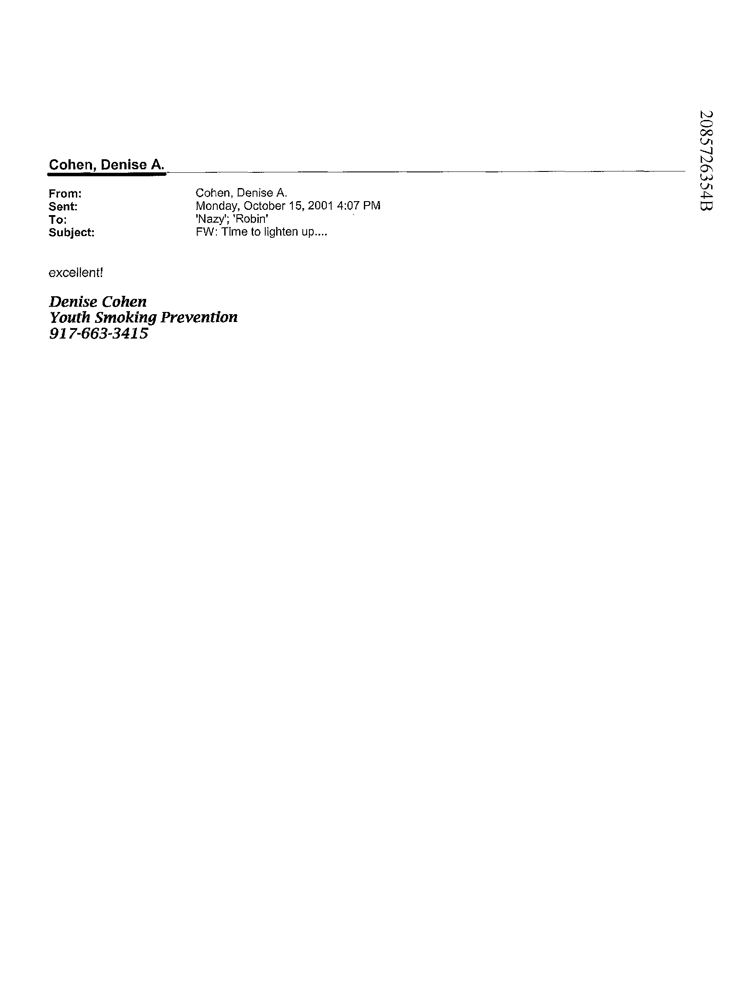 Cohen, Denise A.
From: Cohen, Denise A.
Sent: Monday, October 15, 2001 4:07 PM
To: 'Nazy'; 'Robin'
Subject: FW: Time to lighten up....
excellent!
Denise Cohen
Youth Smoking Prevention
917-663-3415
2085726354B